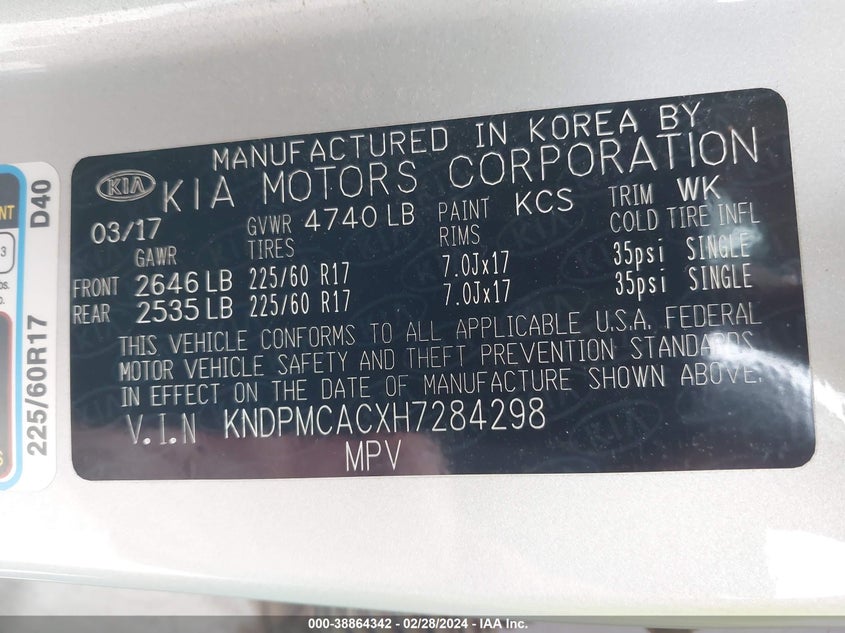 MANUFACTURED IN KOREA BY
KIA KIA MOTORS CORPORATION
03/17 GVWR 4740 LB PAINT KCS TRIM WK
GAWR TIRES RIMS COLD TIRE INFL
FRONT 2646 LB 225/60 R17 7.0Jx17 35psi SINGLE
REAR 2535 LB 225/60 R17 7.0Jx17 35psi SINGLE
THIS VEHICLE CONFORMS TO ALL APPLICABLE U.S.A. FEDERAL
MOTOR VEHICLE SAFETY AND THEFT PREVENTION STANDARDS
IN EFFECT ON THE DATE OF MANUFACTURE SHOWN ABOVE.
V.I.N KNDPMCACXH7284298
MPV
225/60R17 D40
000-38864342 - 02/28/2024 - IAA Inc.